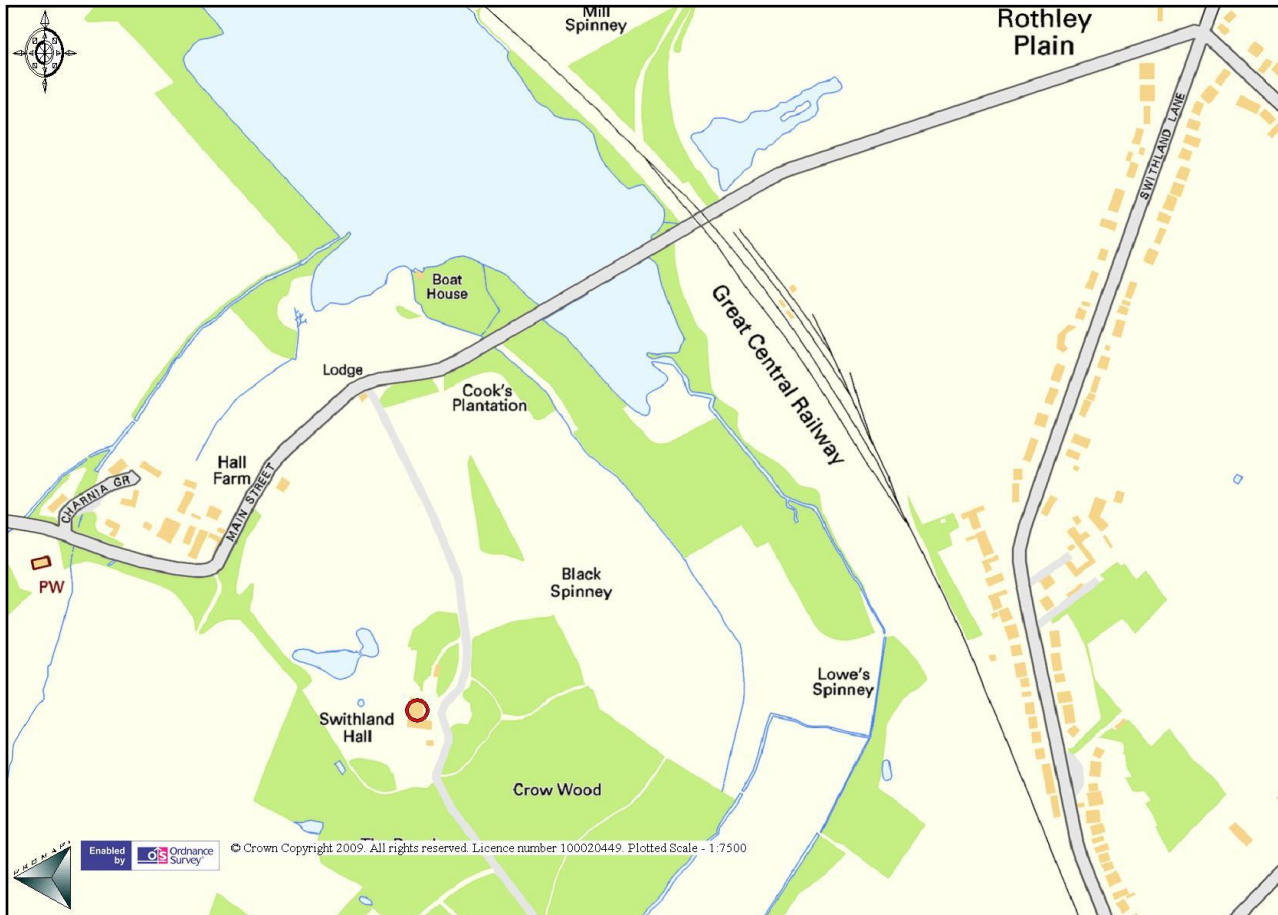 Mill
Spinney
Rothley
Plain
SWITHLAND LANE
Boat
House
Great Central Railway
Lodge
Cook's
Plantation
Hall
Farm
CHARNIA GR
MAIN STREET
PW
Black
Spinney
Lowe's
Spinney
Swithland
Hall
Crow Wood
PROMAP
Enabled
by
OS Ordnance
Survey
© Crown Copyright 2009. All rights reserved. Licence number 100020449. Plotted Scale - 1:7500